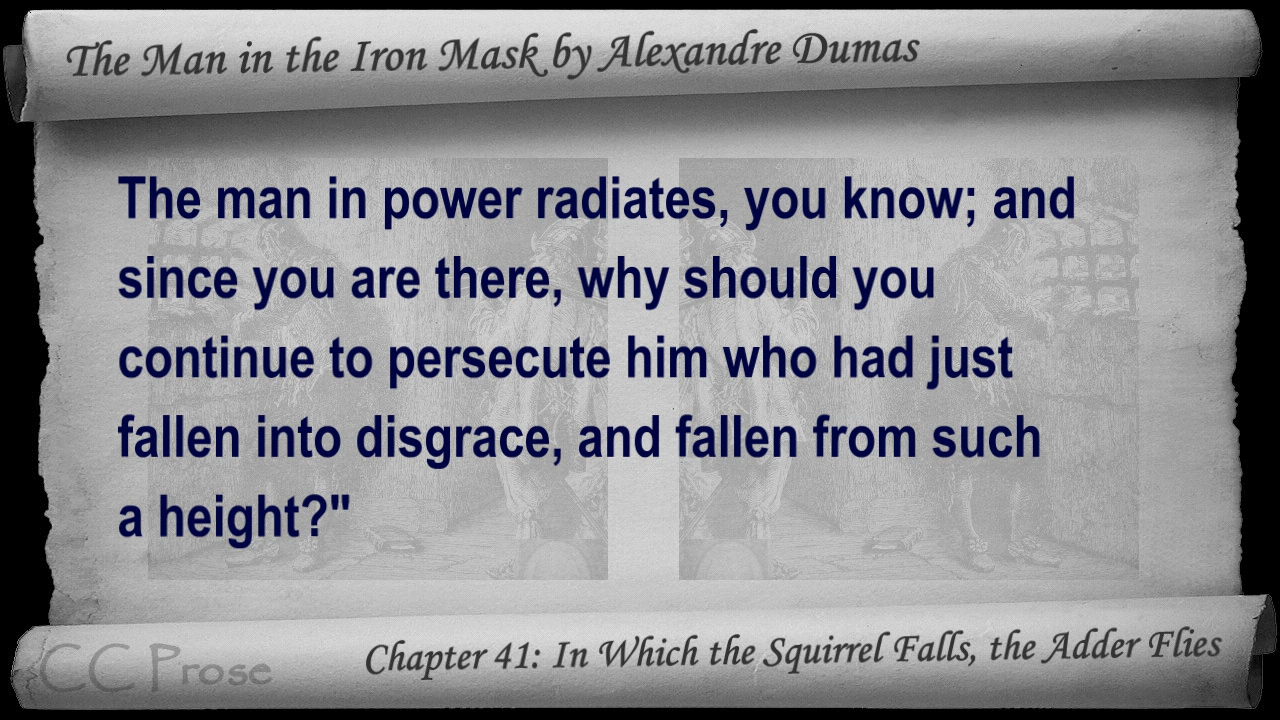 The Man in the Iron Mask by Alexandre Dumas
The man in power radiates, you know; and
since you are there, why should you
continue to persecute him who had just
fallen into disgrace, and fallen from such
a height?"
CC Prose
Chapter 41: In Which the Squirrel Falls, the Adder Flies